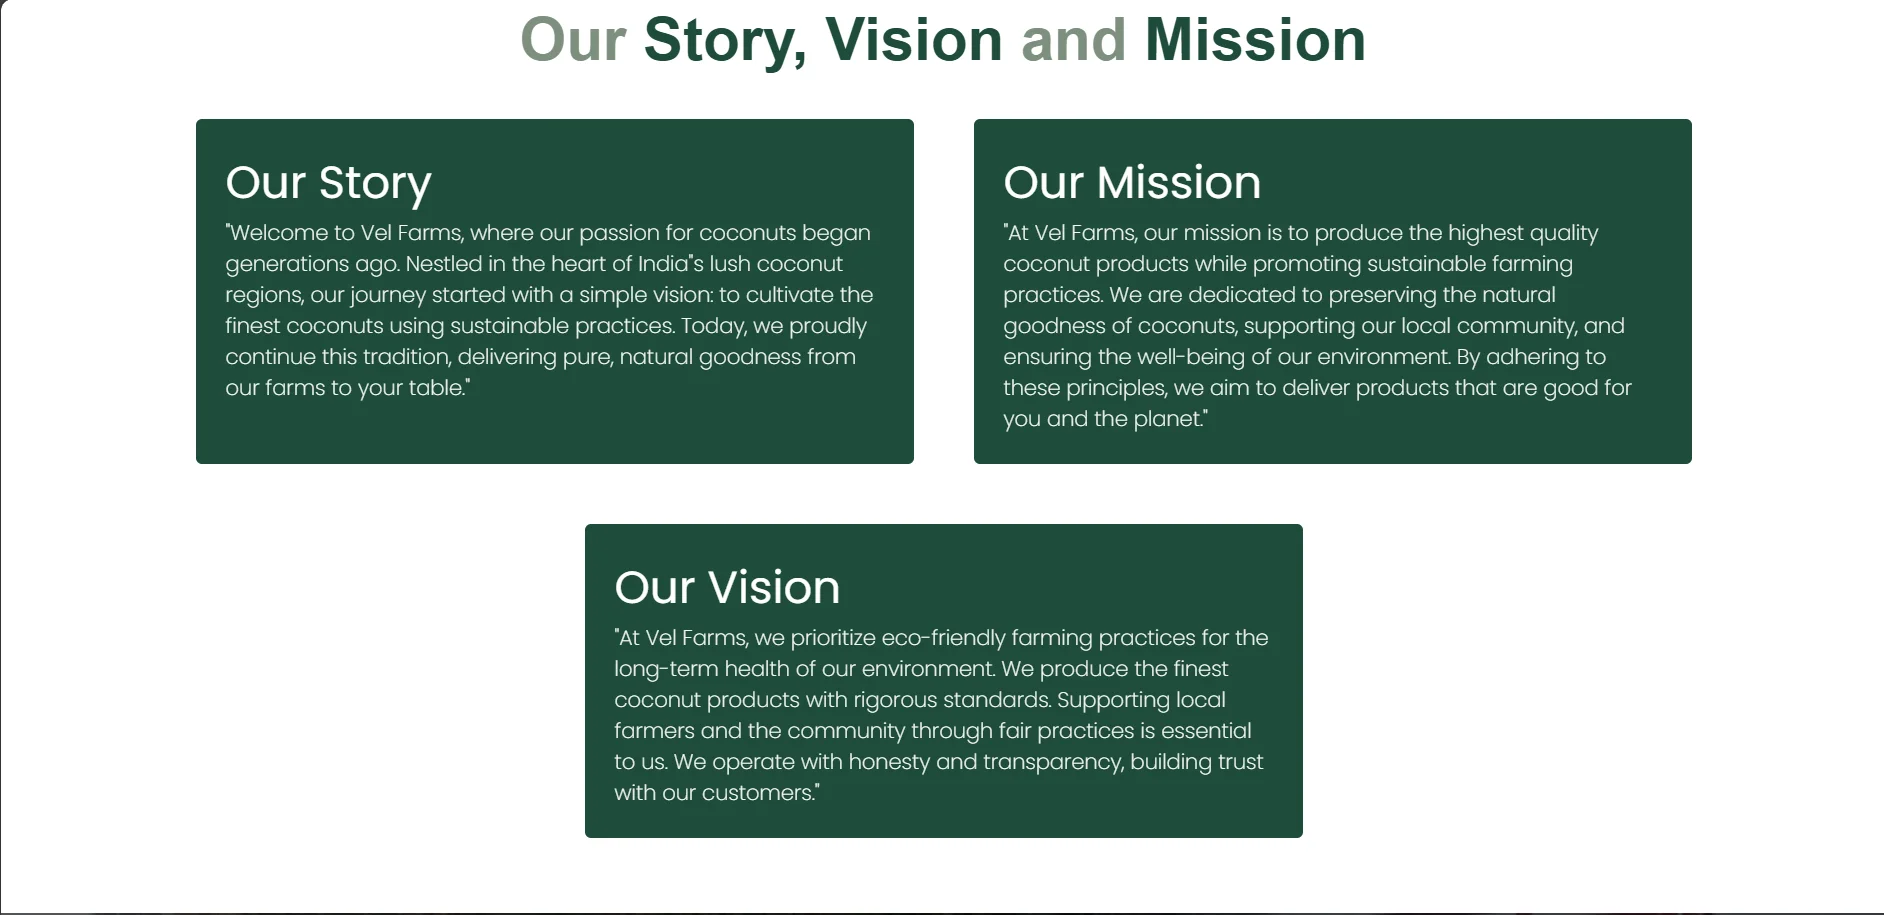 Our Story, Vision and Mission
Our Story
"Welcome to Vel Farms, where our passion for coconuts began
generations ago. Nestled in the heart of India"s lush coconut
regions, our journey started with a simple vision: to cultivate the
finest coconuts using sustainable practices. Today, we proudly
continue this tradition, delivering pure, natural goodness from
our farms to your table."
Our Mission
"At Vel Farms, our mission is to produce the highest quality
coconut products while promoting sustainable farming
practices. We are dedicated to preserving the natural
goodness of coconuts, supporting our local community, and
ensuring the well-being of our environment. By adhering to
these principles, we aim to deliver products that are good for
you and the planet."
Our Vision
"At Vel Farms, we prioritize eco-friendly farming practices for the
long-term health of our environment. We produce the finest
coconut products with rigorous standards. Supporting local
farmers and the community through fair practices is essential
to us. We operate with honesty and transparency, building trust
with our customers."